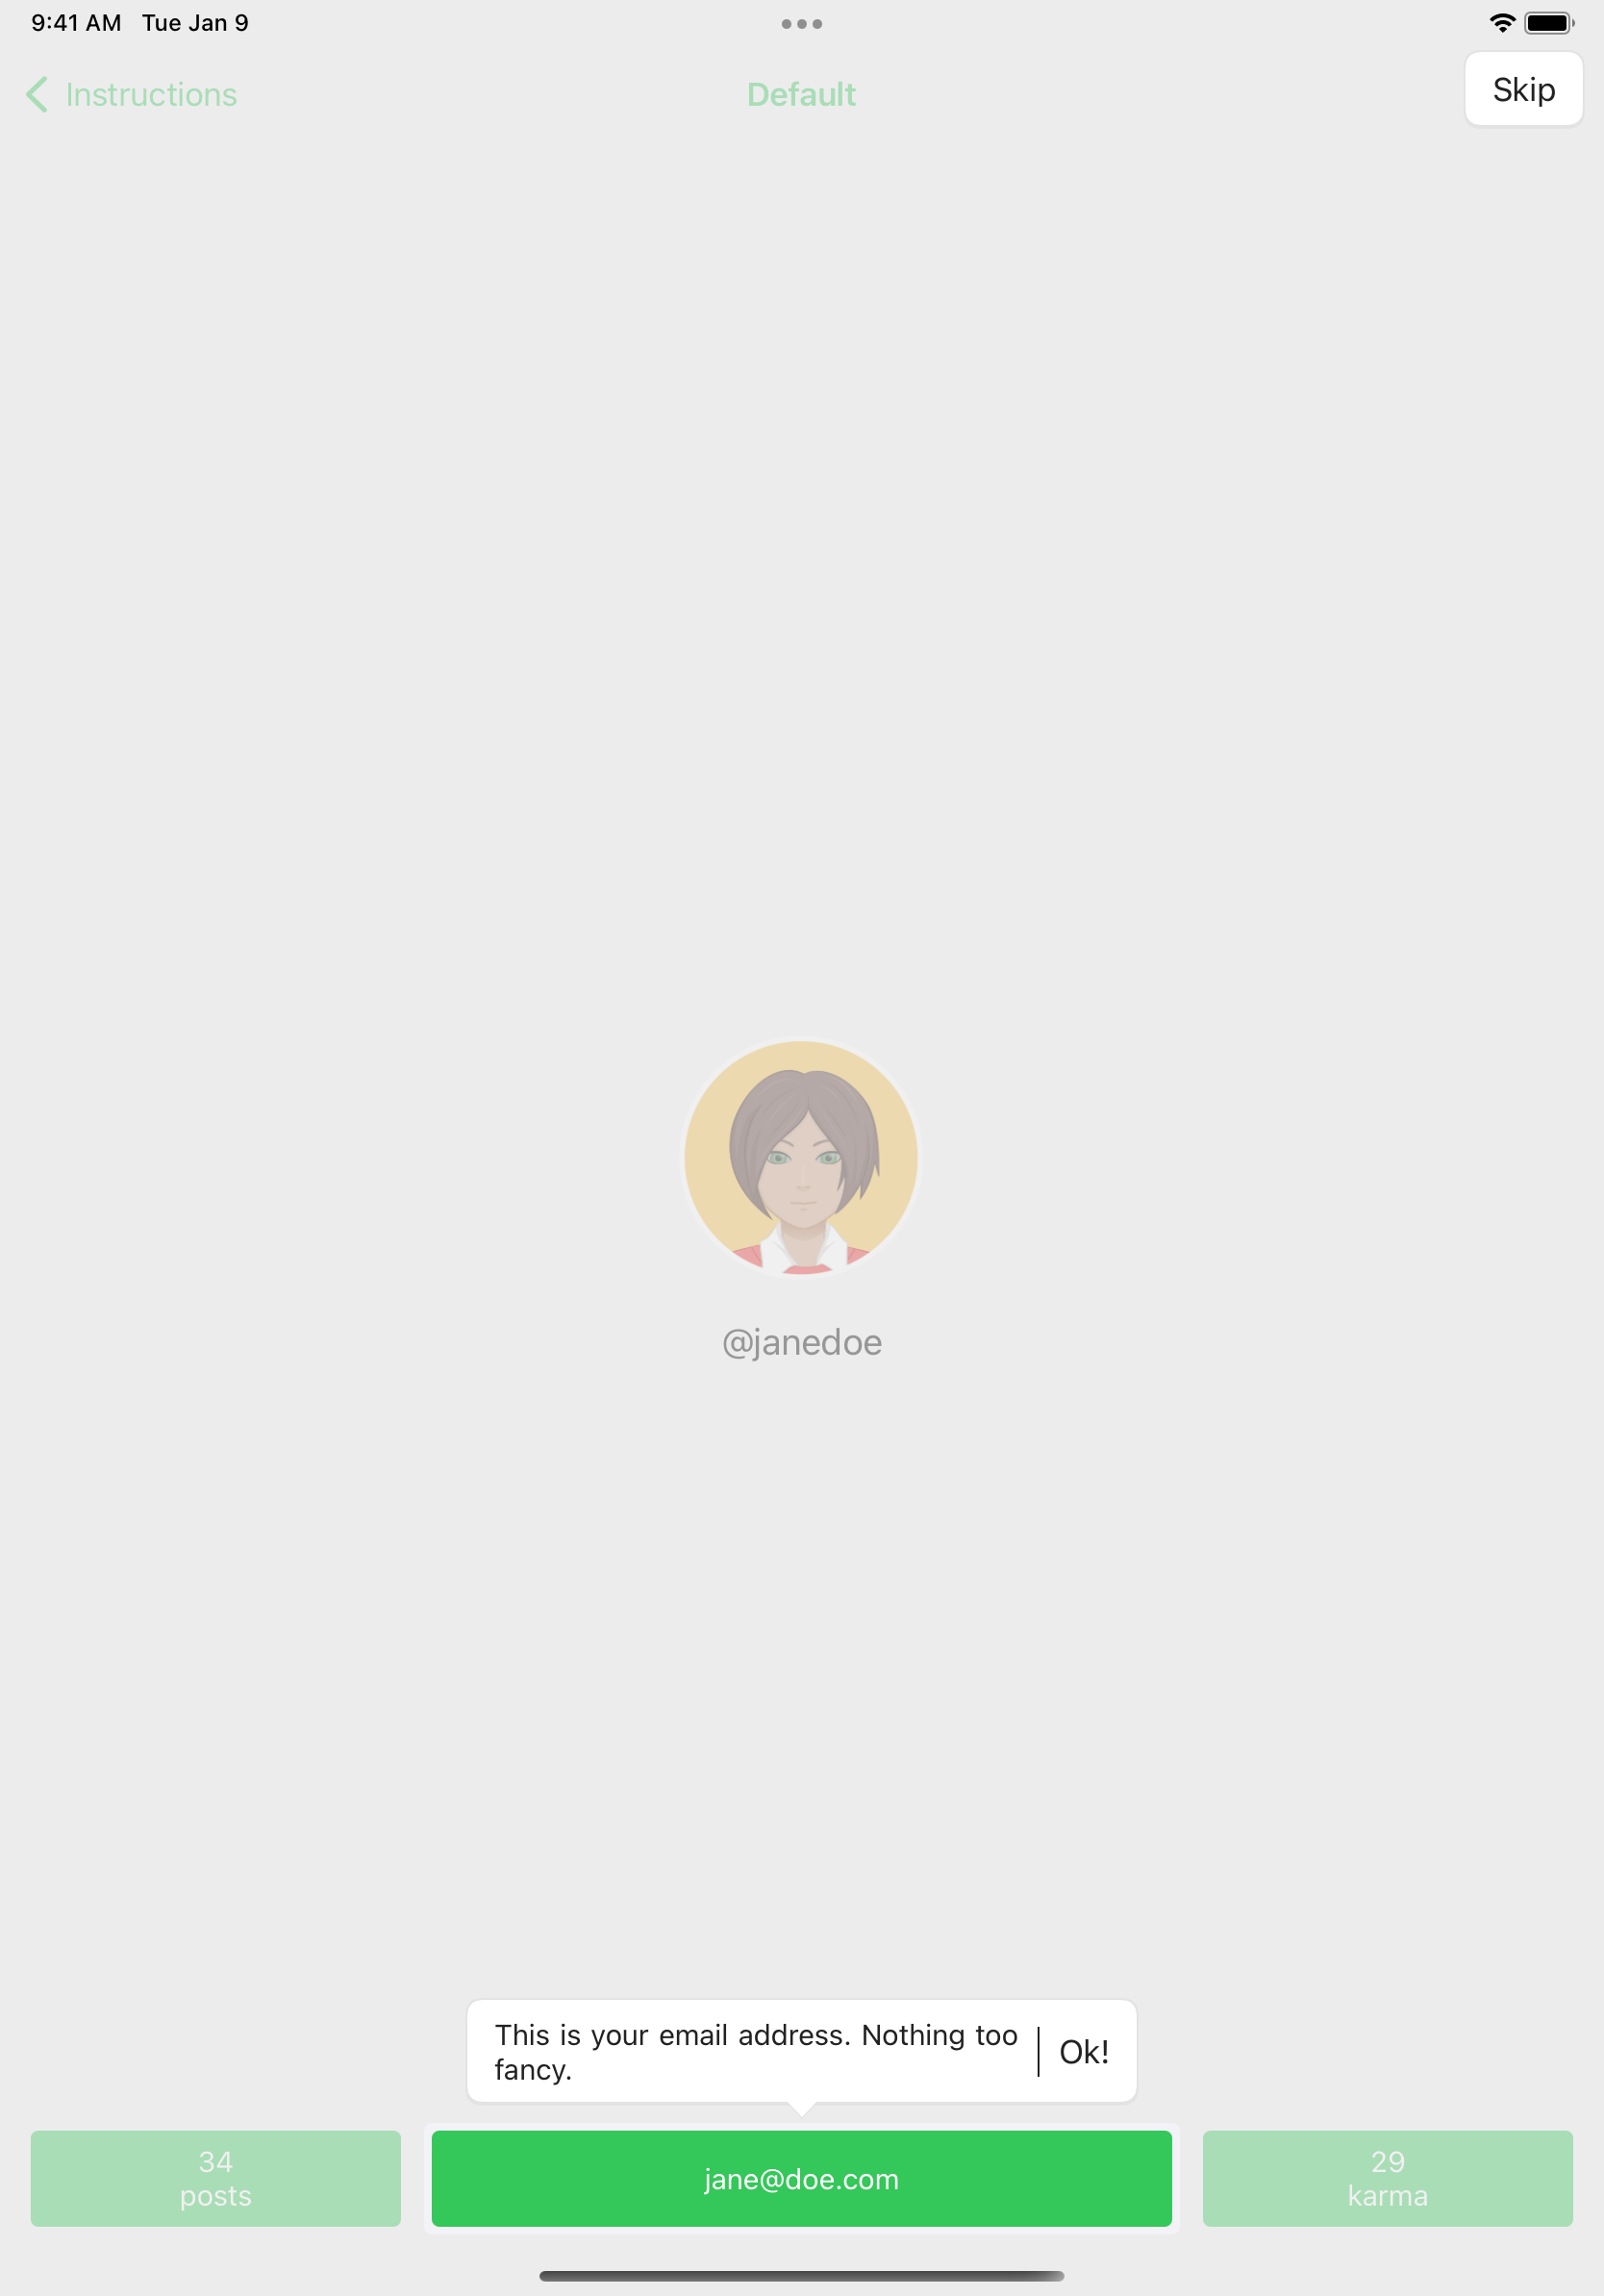 9:41 AM Tue Jan 9
Instructions
Default
Skip
@janedoe
This is your email address. Nothing too
fancy.
Ok!
34
posts
jane@doe.com
29
karma